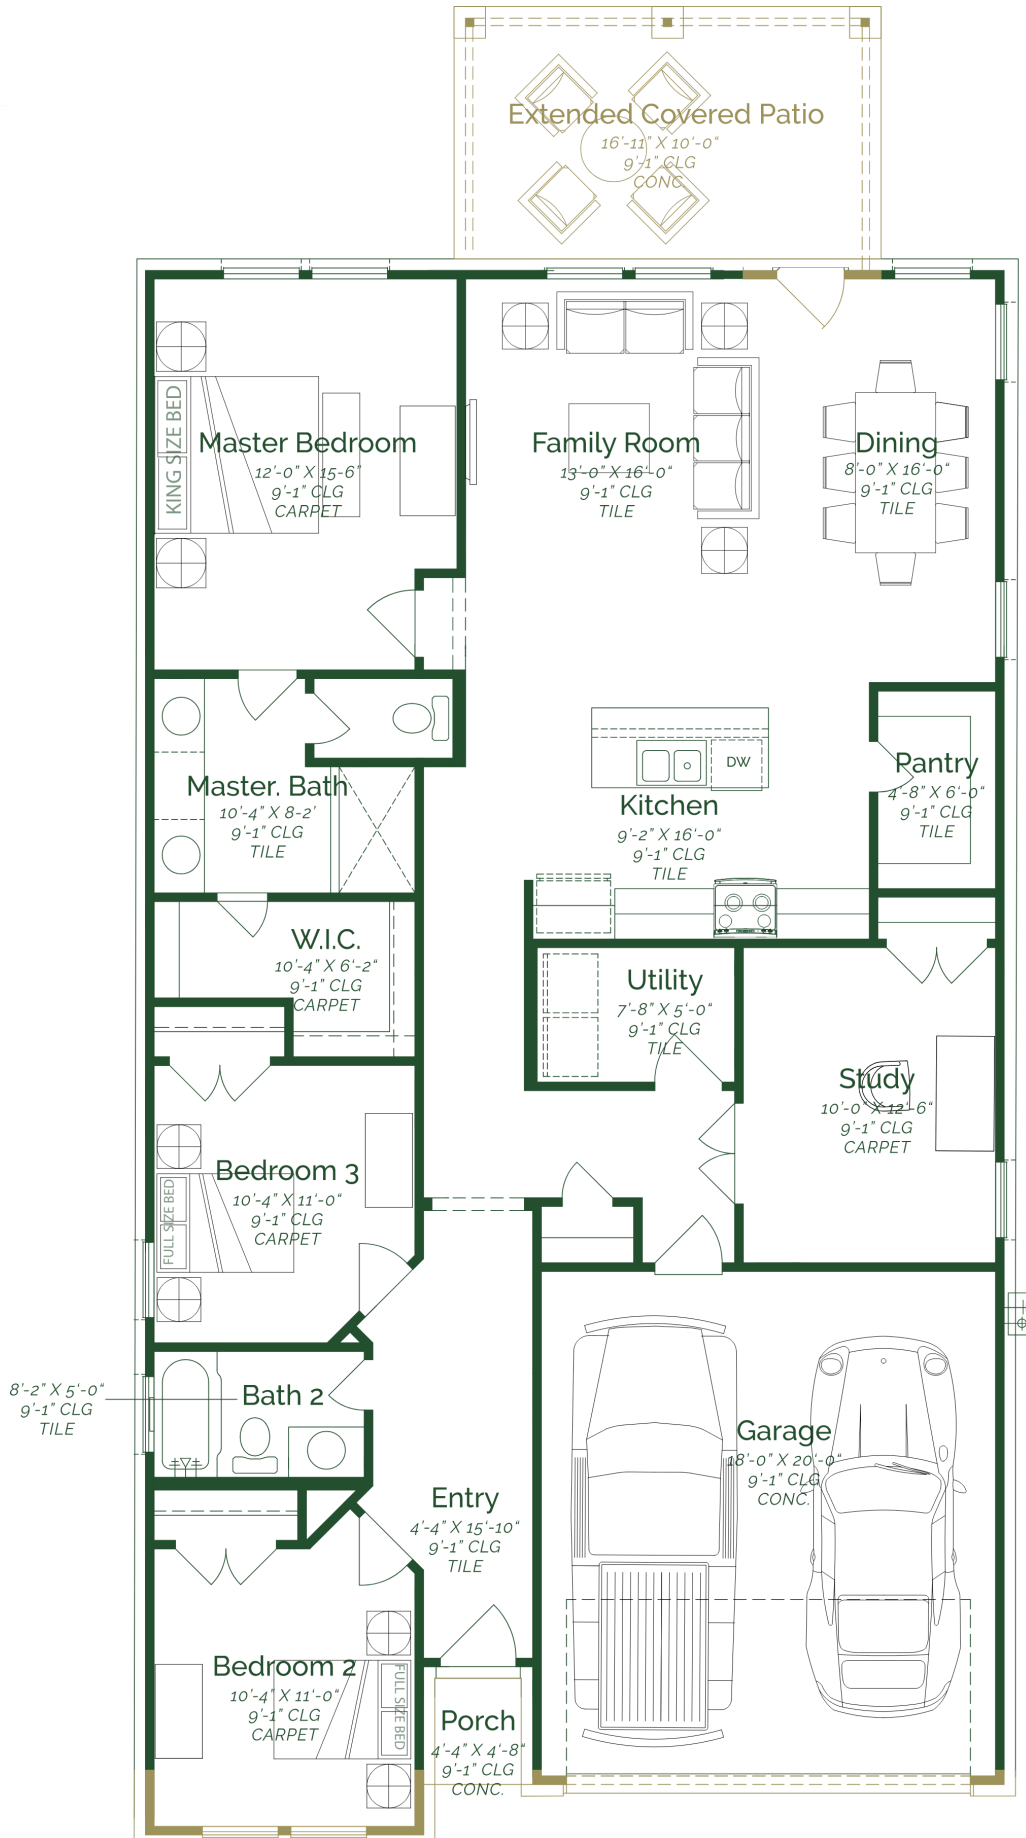 Extended Covered Patio
16'-11" X 10'-0"
9'-1" CLG
CONC.
KING SIZE BED
Master Bedroom
12'-0" X 15-6"
9'-1" CLG
CARPET
Family Room
13'-0" X 16'-0"
9'-1" CLG
TILE
Dining
8'-0" X 16'-0"
9'-1" CLG
TILE
Master. Bath
10'-4" X 8-2'
9'-1" CLG
TILE
DW
Kitchen
9'-2" X 16'-0"
9'-1" CLG
TILE
Pantry
4'-8" X 6'-0"
9'-1" CLG
TILE
W.I.C.
10'-4" X 6'-2"
9'-1" CLG
CARPET
Utility
7'-8" X 5'-0"
9'-1" CLG
TILE
Study
10'-0" X 12'-6"
9'-1" CLG
CARPET
FULL SIZE BED
Bedroom 3
10'-4" X 11'-0"
9'-1" CLG
CARPET
8'-2" X 5'-0"
9'-1" CLG
TILE
Bath 2
Garage
18'-0" X 20'-0"
9'-1" CLG
CONC.
Entry
4'-4" X 15'-10"
9'-1" CLG
TILE
Bedroom 2
10'-4" X 11'-0"
9'-1" CLG
CARPET
FULL SIZE BED
Porch
4'-4" X 4'-8"
9'-1" CLG
CONC.